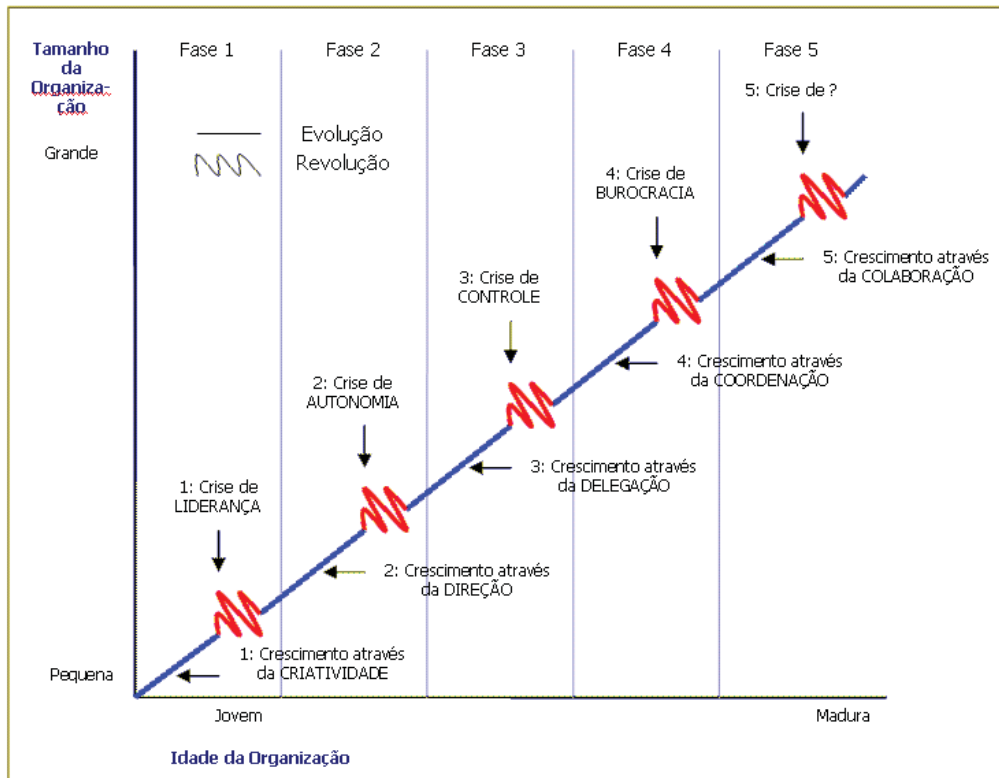 Tamanho
da
Organiza-
ção
Fase 1
Fase 2
Fase 3
Fase 4
Fase 5
Grande
Evolução
Revolução
5: Crise de ?
4: Crise de
BUROCRACIA
3: Crise de
CONTROLE
2: Crise de
AUTONOMIA
1: Crise de
LIDERANÇA
5: Crescimento através
da COLABORAÇÃO
4: Crescimento através
da COORDENAÇÃO
3: Crescimento através
da DELEGAÇÃO
2: Crescimento através
da DIREÇÃO
1: Crescimento através
da CRIATIVIDADE
Pequena
Jovem
Madura
Idade da Organização